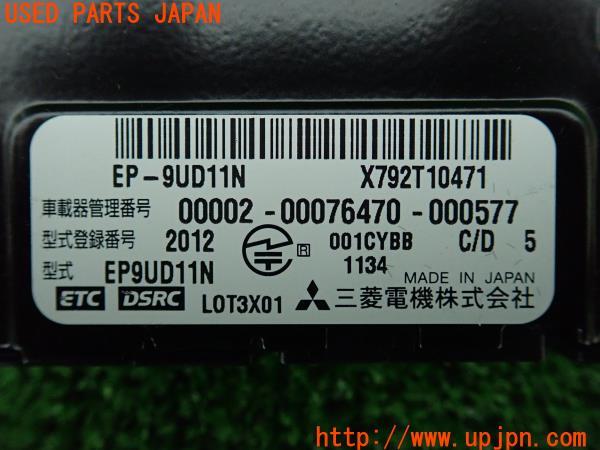 USED PARTS JAPAN
EP-9UD11N X792T10471
車載器管理番号 00002-00076470-000577
型式登録番号 2012 R 001CYBB C/D 5
型式 EP9UD11N 1134 MADE IN JAPAN
ETC DSRC LOT3X01 三菱電機株式会社
http://www.upjpn.com/